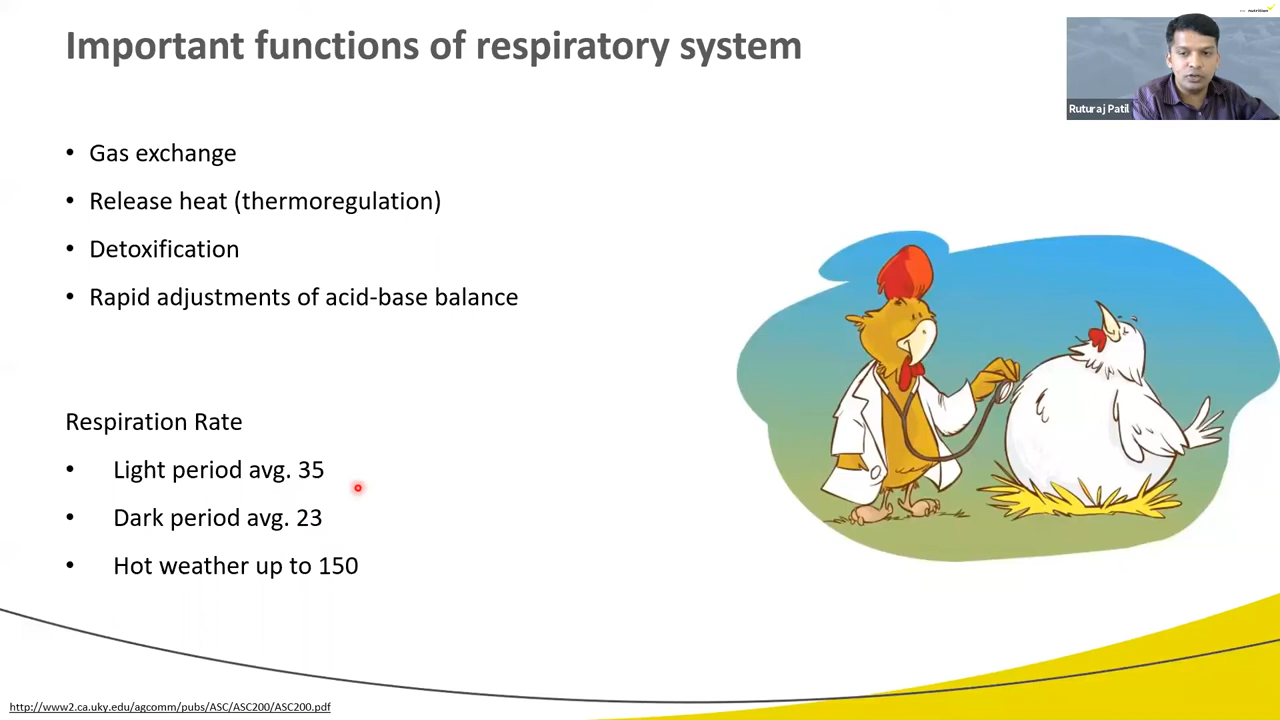 Important functions of respiratory system
nutrition
Ruturaj Patil
• Gas exchange
• Release heat (thermoregulation)
• Detoxification
• Rapid adjustments of acid-base balance
Respiration Rate
• Light period avg. 35
• Dark period avg. 23
• Hot weather up to 150
http://www2.ca.uky.edu/agcomm/pubs/ASC/ASC200/ASC200.pdf